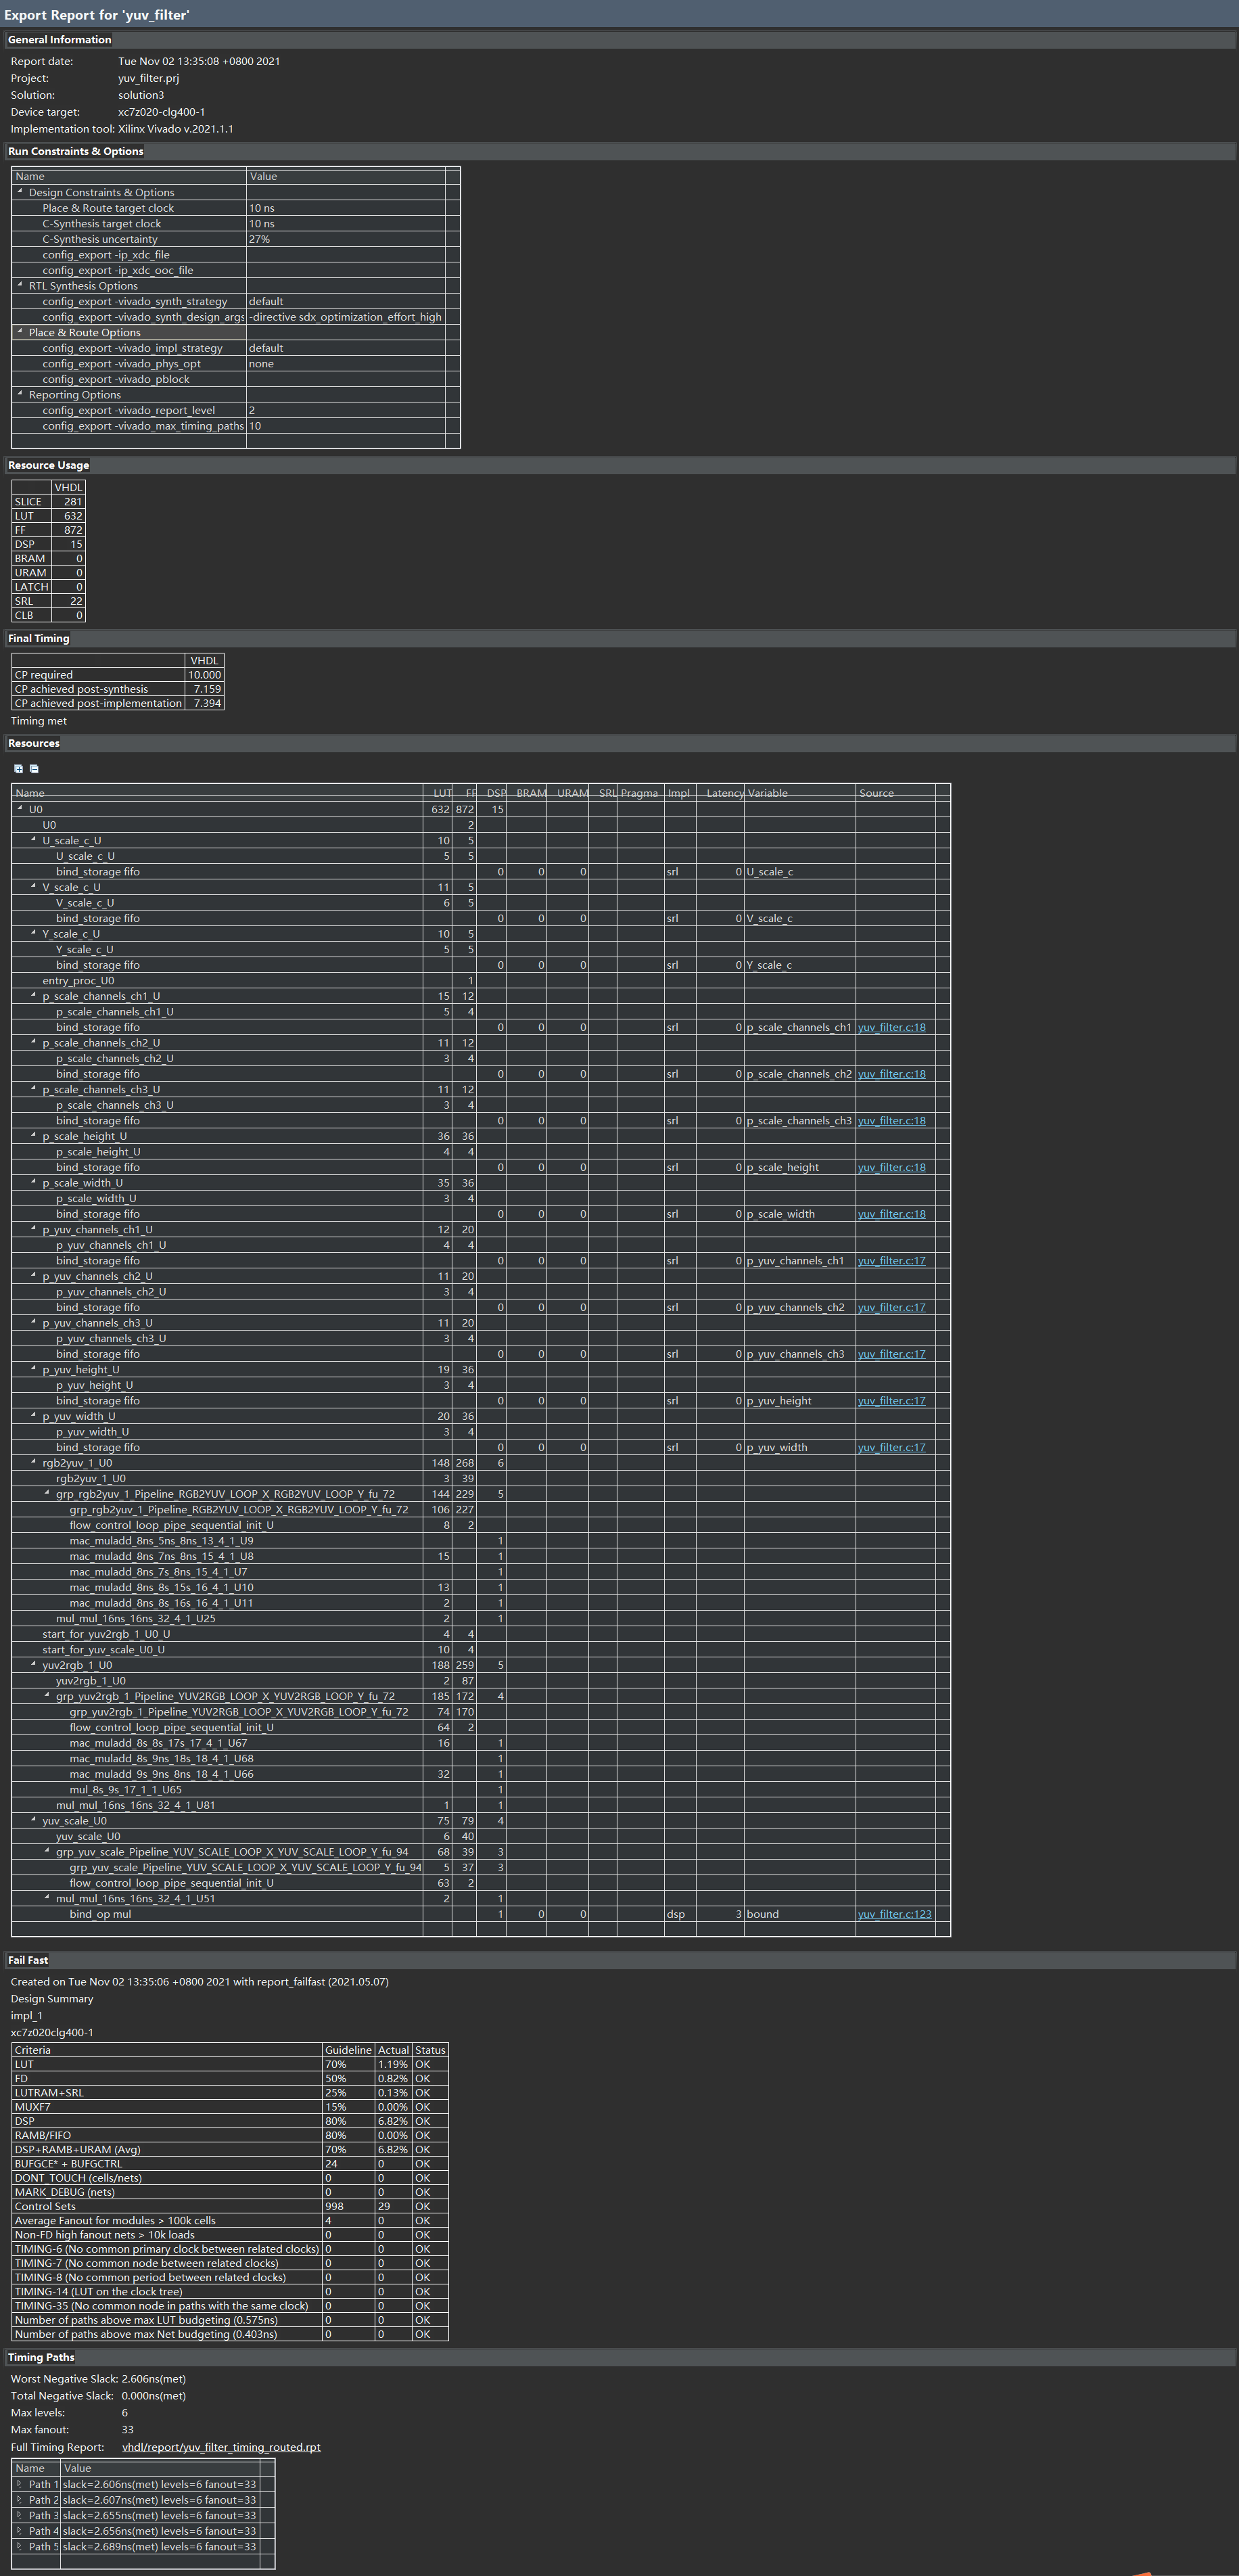 Export Report for 'yuv_filter'
General Information
Report date: Tue Nov 02 13:35:08 +0800 2021
Project: yuv_filter.prj
Solution: solution3
Device target: xc7z020-clg400-1
Implementation tool: Xilinx Vivado v.2021.1.1
Run Constraints & Options
Name Value
Design Constraints & Options
Place & Route target clock 10 ns
C-Synthesis target clock 10 ns
C-Synthesis uncertainty 27%
config_export -ip_xdc_file
config_export -ip_xdc_ooc_file
RTL Synthesis Options
config_export -vivado_synth_strategy default
config_export -vivado_synth_design_args -directive sdx_optimization_effort_high
Place & Route Options
config_export -vivado_impl_strategy default
config_export -vivado_phys_opt none
config_export -vivado_pblock
Reporting Options
config_export -vivado_report_level 2
config_export -vivado_max_timing_paths 10
Resource Usage
VHDL
SLICE 281
LUT 632
FF 872
DSP 15
BRAM 0
URAM 0
LATCH 0
SRL 22
CLB 0
Final Timing
VHDL
CP required 10.000
CP achieved post-synthesis 7.159
CP achieved post-implementation 7.394
Timing met
Resources
Name LUT FF DSP BRAM URAM SRL Pragma Impl Latency Variable Source
U0 632 872 15
U0 2
U_scale_c_U 10 5
U_scale_c_U 5 5
bind_storage fifo 0 0 0 srl 0 U_scale_c
V_scale_c_U 11 5
V_scale_c_U 6 5
bind_storage fifo 0 0 0 srl 0 V_scale_c
Y_scale_c_U 10 5
Y_scale_c_U 5 5
bind_storage fifo 0 0 0 srl 0 Y_scale_c
entry_proc_U0 1
p_scale_channels_ch1_U 15 12
p_scale_channels_ch1_U 5 4
bind_storage fifo 0 0 0 srl 0 p_scale_channels_ch1 yuv_filter.c:18
p_scale_channels_ch2_U 11 12
p_scale_channels_ch2_U 3 4
bind_storage fifo 0 0 0 srl 0 p_scale_channels_ch2 yuv_filter.c:18
p_scale_channels_ch3_U 11 12
p_scale_channels_ch3_U 3 4
bind_storage fifo 0 0 0 srl 0 p_scale_channels_ch3 yuv_filter.c:18
p_scale_height_U 36 36
p_scale_height_U 4 4
bind_storage fifo 0 0 0 srl 0 p_scale_height yuv_filter.c:18
p_scale_width_U 35 36
p_scale_width_U 3 4
bind_storage fifo 0 0 0 srl 0 p_scale_width yuv_filter.c:18
p_yuv_channels_ch1_U 12 20
p_yuv_channels_ch1_U 4 4
bind_storage fifo 0 0 0 srl 0 p_yuv_channels_ch1 yuv_filter.c:17
p_yuv_channels_ch2_U 11 20
p_yuv_channels_ch2_U 3 4
bind_storage fifo 0 0 0 srl 0 p_yuv_channels_ch2 yuv_filter.c:17
p_yuv_channels_ch3_U 11 20
p_yuv_channels_ch3_U 3 4
bind_storage fifo 0 0 0 srl 0 p_yuv_channels_ch3 yuv_filter.c:17
p_yuv_height_U 19 36
p_yuv_height_U 3 4
bind_storage fifo 0 0 0 srl 0 p_yuv_height yuv_filter.c:17
p_yuv_width_U 20 36
p_yuv_width_U 3 4
bind_storage fifo 0 0 0 srl 0 p_yuv_width yuv_filter.c:17
rgb2yuv_1_U0 148 268 6
rgb2yuv_1_U0 3 39
grp_rgb2yuv_1_Pipeline_RGB2YUV_LOOP_X_RGB2YUV_LOOP_Y_fu_72 144 229 5
grp_rgb2yuv_1_Pipeline_RGB2YUV_LOOP_X_RGB2YUV_LOOP_Y_fu_72 106 227
flow_control_loop_pipe_sequential_init_U 8 2
mac_muladd_8ns_5ns_8ns_13_4_1_U9 1
mac_muladd_8ns_7ns_8ns_15_4_1_U8 15 1
mac_muladd_8ns_7s_8ns_15_4_1_U7 1
mac_muladd_8ns_8s_15s_16_4_1_U10 13 1
mac_muladd_8ns_8s_16s_16_4_1_U11 2 1
mul_mul_16ns_16ns_32_4_1_U25 2 1
start_for_yuv2rgb_1_U0_U 4 4
start_for_yuv_scale_U0_U 10 4
yuv2rgb_1_U0 188 259 5
yuv2rgb_1_U0 2 87
grp_yuv2rgb_1_Pipeline_YUV2RGB_LOOP_X_YUV2RGB_LOOP_Y_fu_72 185 172 4
grp_yuv2rgb_1_Pipeline_YUV2RGB_LOOP_X_YUV2RGB_LOOP_Y_fu_72 74 170
flow_control_loop_pipe_sequential_init_U 64 2
mac_muladd_8s_8s_17s_17_4_1_U67 16 1
mac_muladd_8s_9ns_18s_18_4_1_U68 1
mac_muladd_9s_9ns_8ns_18_4_1_U66 32 1
mul_8s_9s_17_1_1_U65 1
mul_mul_16ns_16ns_32_4_1_U81 1 1
yuv_scale_U0 75 79 4
yuv_scale_U0 6 40
grp_yuv_scale_Pipeline_YUV_SCALE_LOOP_X_YUV_SCALE_LOOP_Y_fu_94 68 39 3
grp_yuv_scale_Pipeline_YUV_SCALE_LOOP_X_YUV_SCALE_LOOP_Y_fu_94 5 37 3
flow_control_loop_pipe_sequential_init_U 63 2
mul_mul_16ns_16ns_32_4_1_U51 2 1
bind_op mul 1 0 0 dsp 3 bound yuv_filter.c:123
Fail Fast
Created on Tue Nov 02 13:35:06 +0800 2021 with report_failfast (2021.05.07)
Design Summary
impl_1
xc7z020clg400-1
Criteria Guideline Actual Status
LUT 70% 1.19% OK
FD 50% 0.82% OK
LUTRAM+SRL 25% 0.13% OK
MUXF7 15% 0.00% OK
DSP 80% 6.82% OK
RAMB/FIFO 80% 0.00% OK
DSP+RAMB+URAM (Avg) 70% 6.82% OK
BUFGCE* + BUFGCTRL 24 0 OK
DONT_TOUCH (cells/nets) 0 0 OK
MARK_DEBUG (nets) 0 0 OK
Control Sets 998 29 OK
Average Fanout for modules > 100k cells 4 0 OK
Non-FD high fanout nets > 10k loads 0 0 OK
TIMING-6 (No common primary clock between related clocks) 0 0 OK
TIMING-7 (No common node between related clocks) 0 0 OK
TIMING-8 (No common period between related clocks) 0 0 OK
TIMING-14 (LUT on the clock tree) 0 0 OK
TIMING-35 (No common node in paths with the same clock) 0 0 OK
Number of paths above max LUT budgeting (0.575ns) 0 0 OK
Number of paths above max Net budgeting (0.403ns) 0 0 OK
Timing Paths
Worst Negative Slack: 2.606ns(met)
Total Negative Slack: 0.000ns(met)
Max levels: 6
Max fanout: 33
Full Timing Report: vhdl/report/yuv_filter_timing_routed.rpt
Name Value
Path 1 slack=2.606ns(met) levels=6 fanout=33
Path 2 slack=2.607ns(met) levels=6 fanout=33
Path 3 slack=2.655ns(met) levels=6 fanout=33
Path 4 slack=2.656ns(met) levels=6 fanout=33
Path 5 slack=2.689ns(met) levels=6 fanout=33